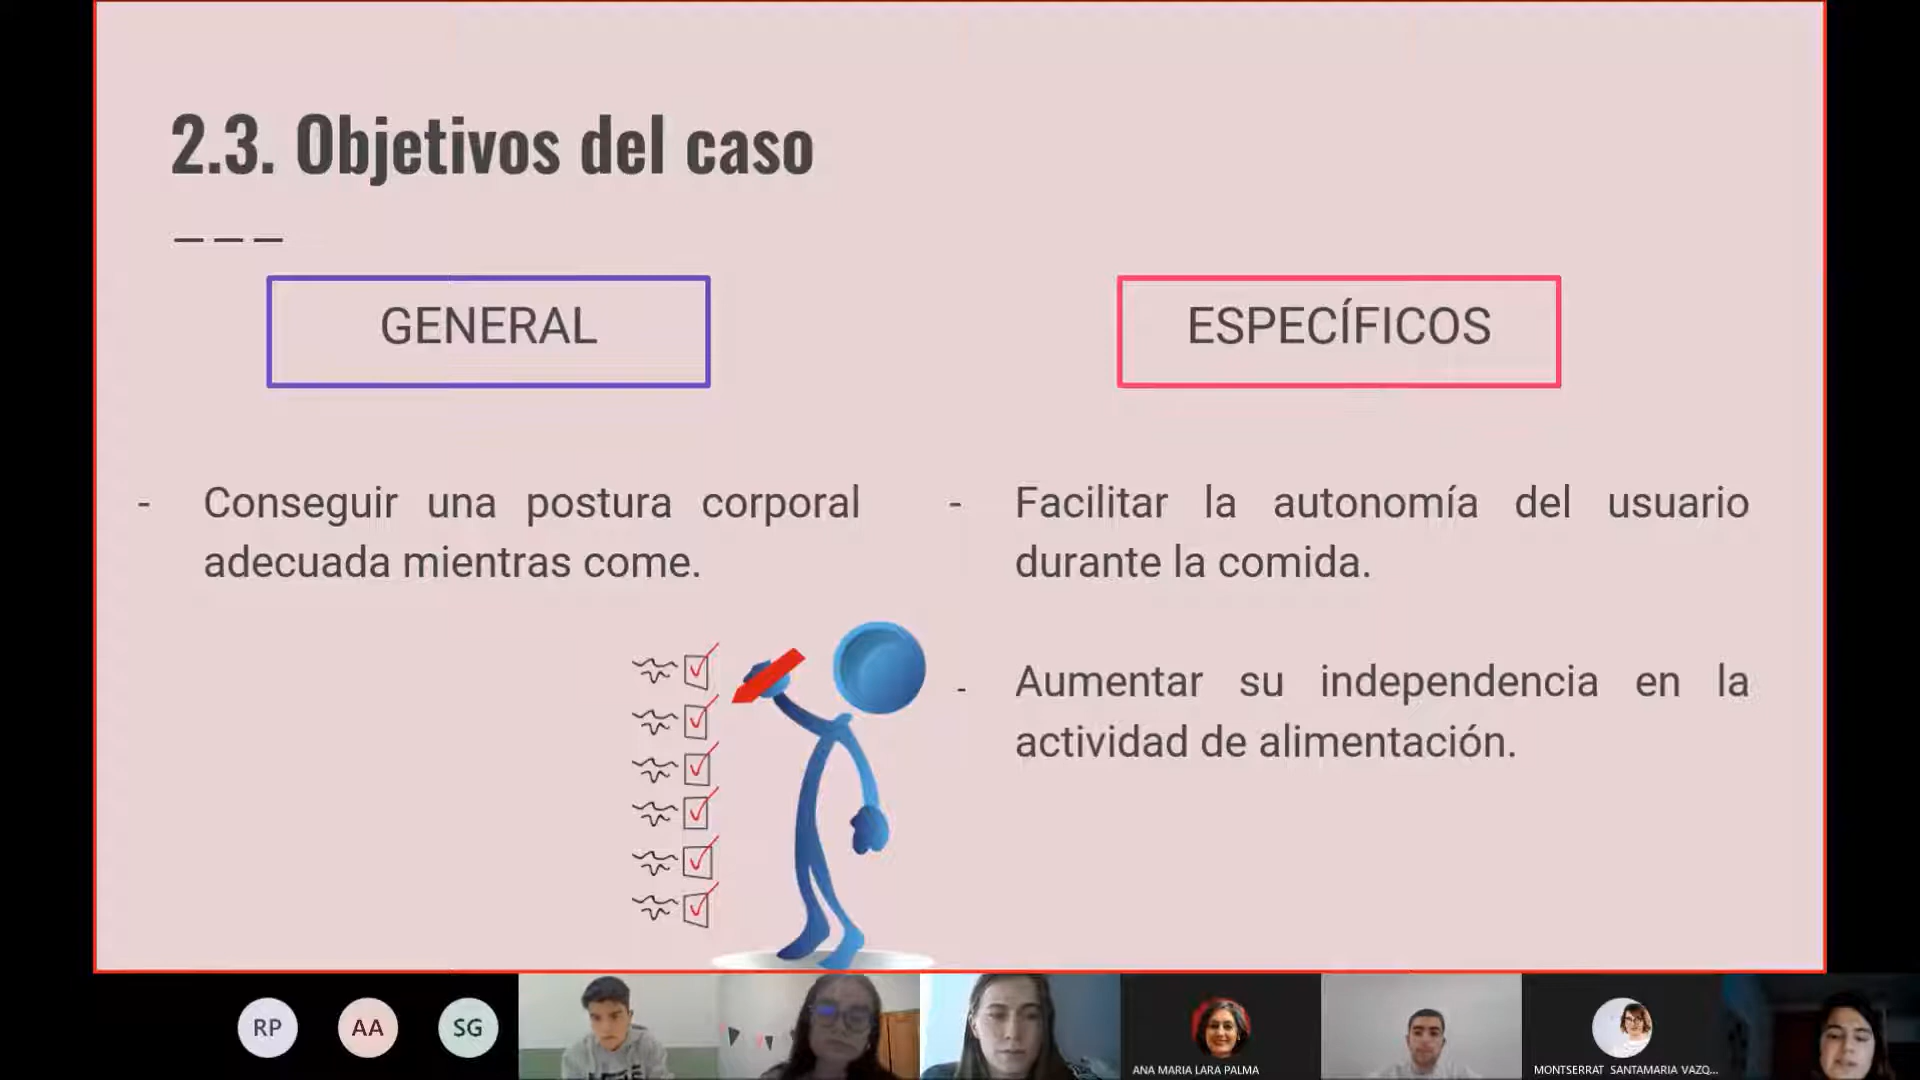 2.3. Objetivos del caso
GENERAL
ESPECÍFICOS
- Conseguir una postura corporal
adecuada mientras come.
- Facilitar la autonomía del usuario
durante la comida.
- Aumentar su independencia en la
actividad de alimentación.
RP
AA
SG
ANA MARIA LARA PALMA
MONTSERRAT SANTAMARIA VAZQ...